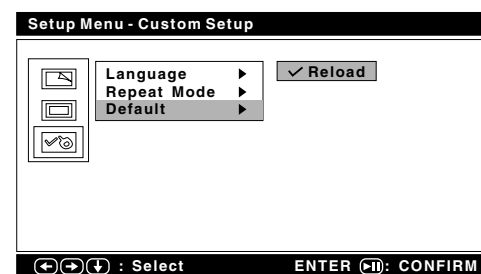 Setup Menu - Custom Setup
Language
Repeat Mode
Default
Reload
: Select
ENTER : CONFIRM